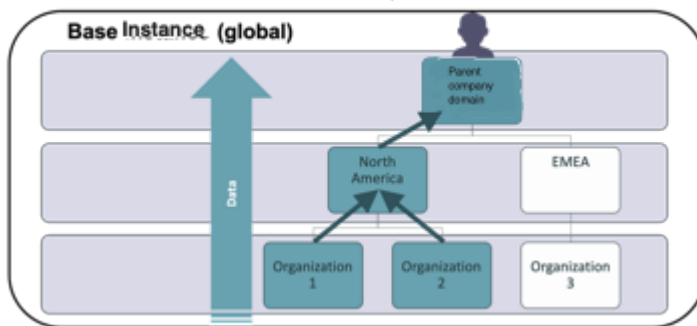 Base Instance (global)
Parent
company
domain
North
America
EMEA
Data
Organization
1
Organization
2
Organization
3